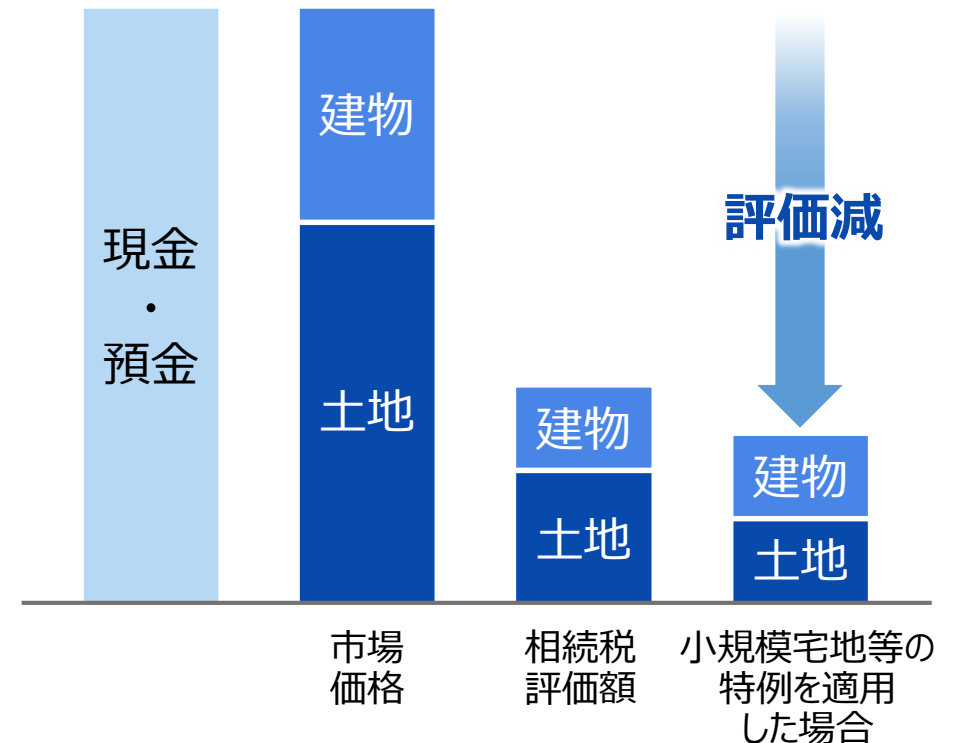 現金
・
預金
建物
土地
建物
土地
評価減
建物
土地
市場
価格
相続税
評価額
小規模宅地等の
特例を適用
した場合